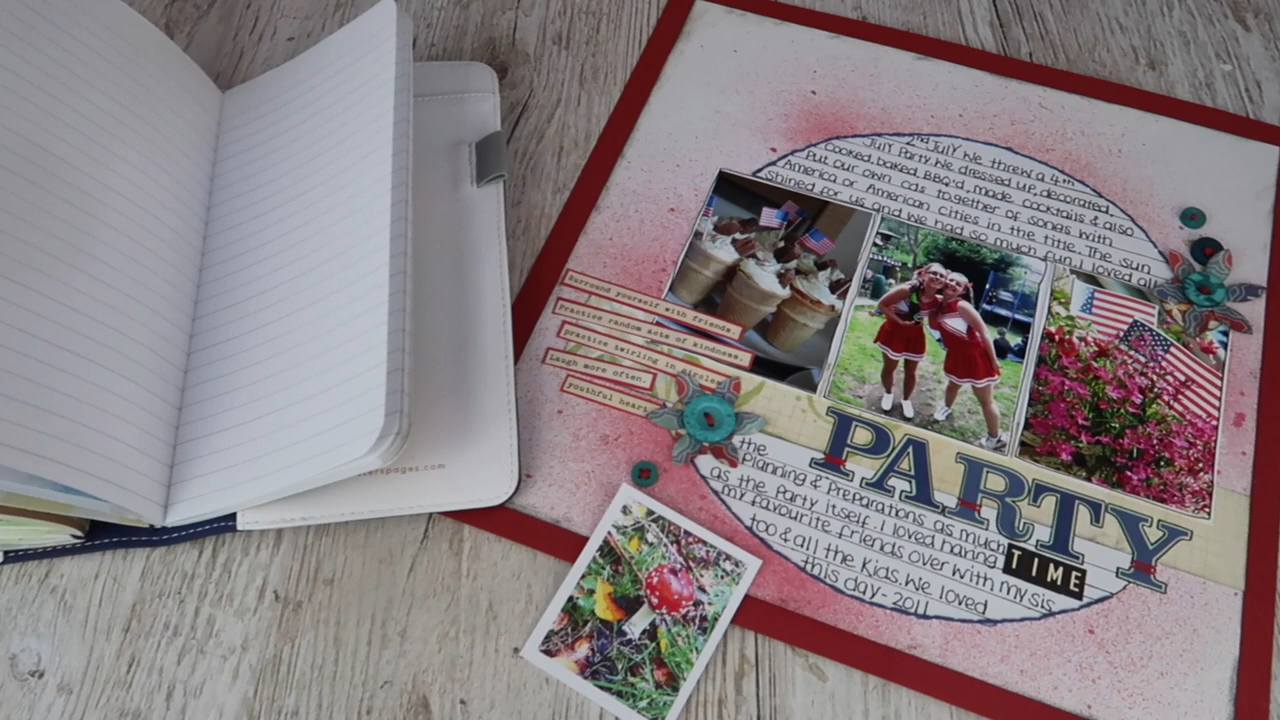 2nd July We threw a 4th
July Party. We dressed up, decorated,
cooked, baked, BBQ'd, made cocktails & also
Put our own cds together of songs with
America or American cities in the title. The sun
shined for us and we had so much fun. I loved all
Surround yourself with friends.
Practice random acts of kindness.
practice twirling in circles
Laugh more often.
youthful heart
PARTY
TIME
the
Planning & Preparations as much
as the Party itself. I loved having
my favourite friends over with my sis
too & all the kids. We loved
this day - 2011
pages.com